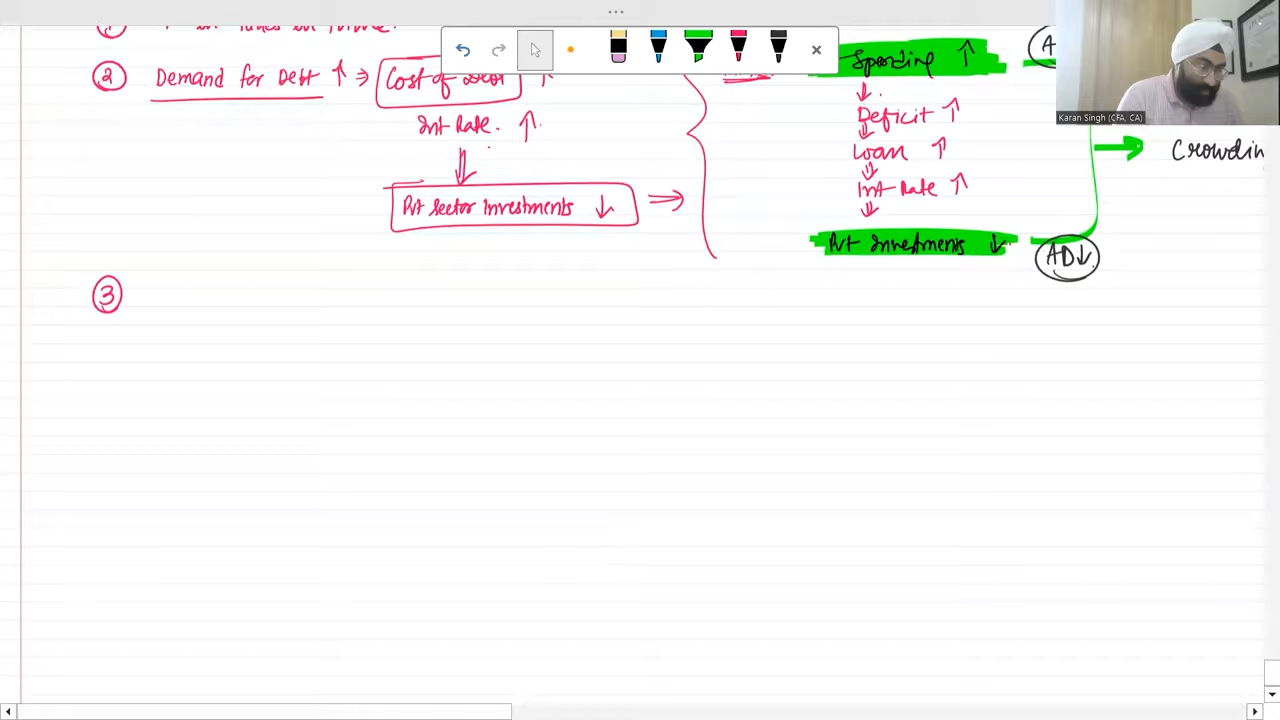 ② Demand for Debt ↑ ⇒ Cost of Debt ↑
Int Rate. ↑
Pvt Sector Investments ↓ ⇒
③
Spending ↑
↓
Deficit ↑
⇓
Loan ↑
⇓
Int Rate ↑
⇓
Pvt Investments ↓
AD↓
Crowdin
Karan Singh (CFA, CA)